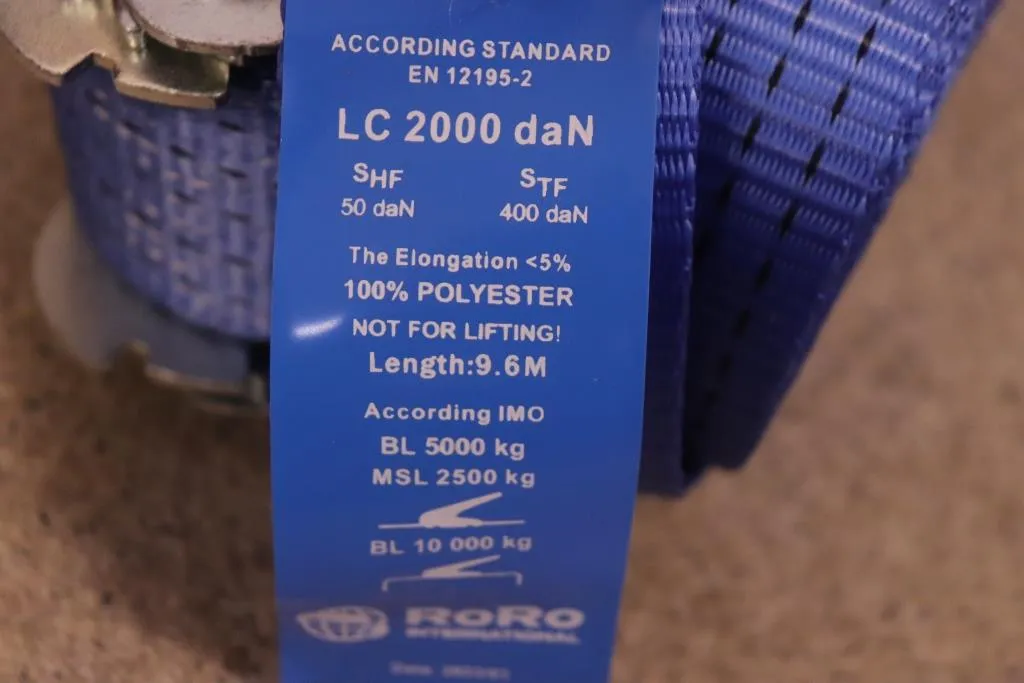 ACCORDING STANDARD
EN 12195-2
LC 2000 daN
SHF STF
50 daN 400 daN
The Elongation <5%
100% POLYESTER
NOT FOR LIFTING!
Length:9.6M
According IMO
BL 5000 kg
MSL 2500 kg
BL 10 000 kg
RoRo
INTERNATIONAL